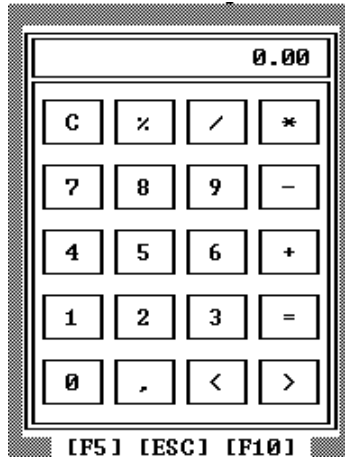 0.00
C % / *
7 8 9 -
4 5 6 +
1 2 3 =
0 , < >
[F5] [ESC] [F10]